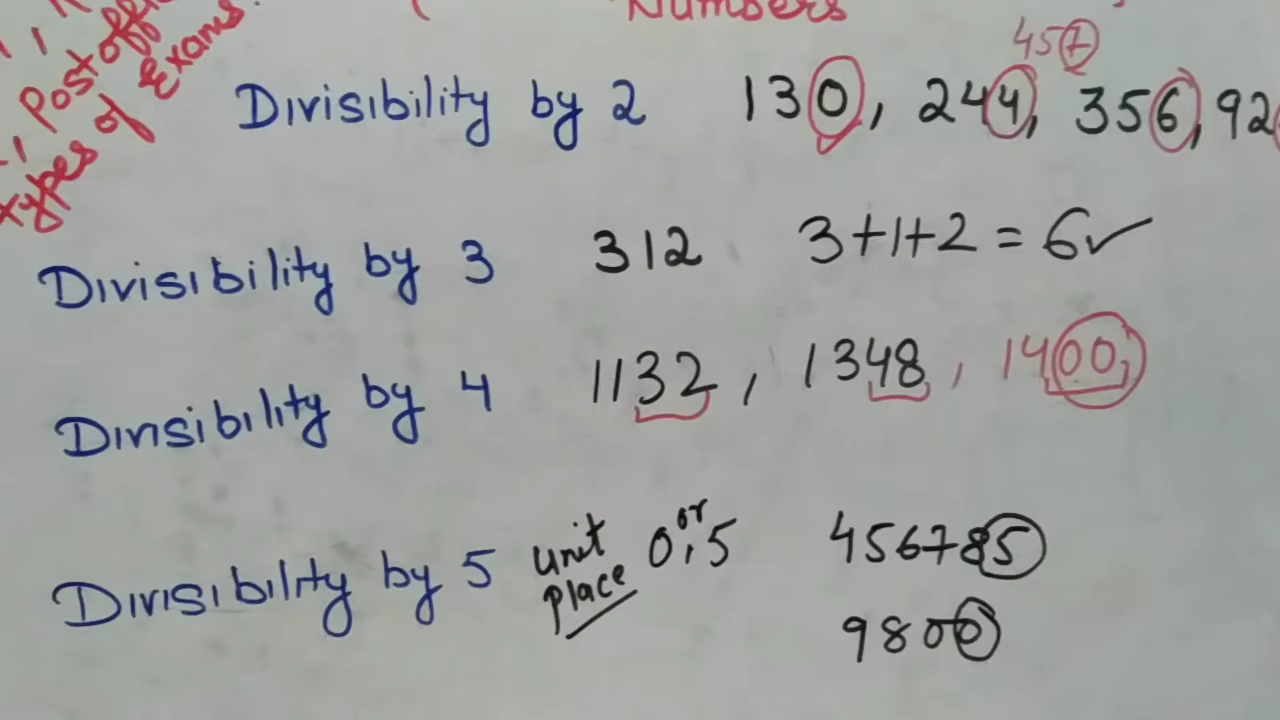 Numbers
Post offi
Types of Exams.
457
Divisibility by 2 130, 244, 356, 92
Divisibility by 3 312 3+1+2 = 6✓
Divisibility by 4 1132, 1348, 1400,
Divisibility by 5 unit place 0, or 5 456785
9800